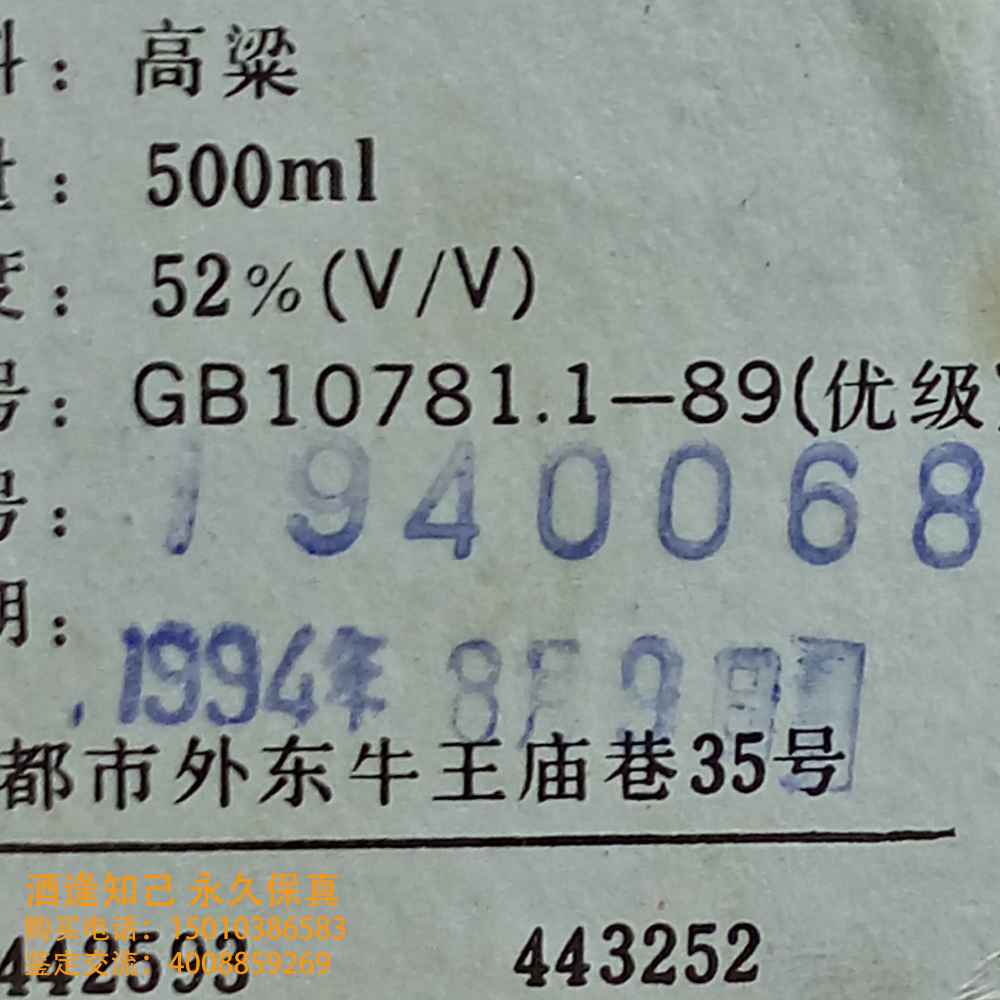 料：高粱
量：500ml
度：52%(V/V)
号：GB10781.1—89(优级)
号：1940068
期：
1994年 8月9日
都市外东牛王庙巷35号
酒逢知己 永久保真
购买电话：15010386583
442593 443252
鉴定交流：4008859269